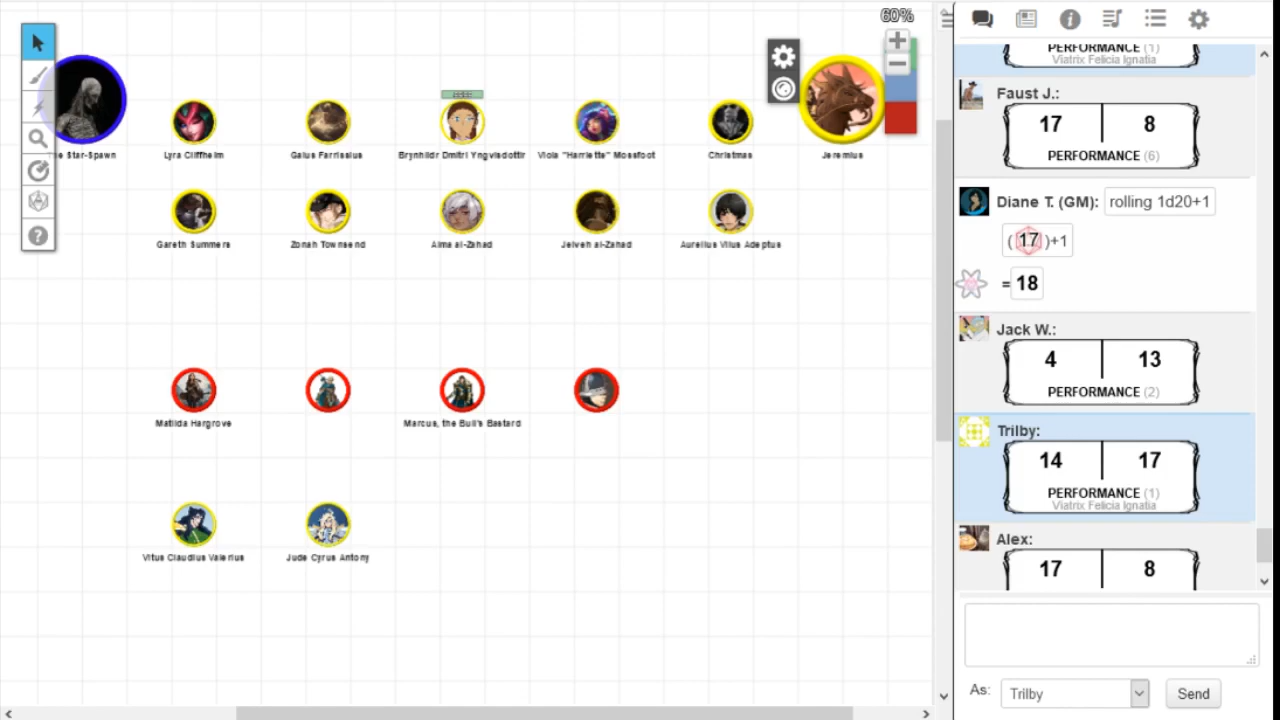 60%
Star-Spawn
Lyra Cliffheim
Gaius Farrissius
Brynhildr Dmitri Yngvisdottir
Viola "Harriette" Mossfoot
Christmas
Jeremius
Gareth Summers
Zonah Townsend
Alma al-Zahad
Jelveh al-Zahad
Aurelius Vilius Adeptus
Matilda Hargrove
Marcus, the Bull's Bastard
Vitus Claudius Valerius
Jude Cyrus Antony
PERFORMANCE (1)
Viatrix Felicia Ignatia
Faust J.:
17 8
PERFORMANCE (6)
Diane T. (GM): rolling 1d20+1
(17)+1
=18
Jack W.:
4 13
PERFORMANCE (2)
Trilby:
14 17
PERFORMANCE (1)
Viatrix Felicia Ignatia
Alex:
17 8
As: Trilby Send